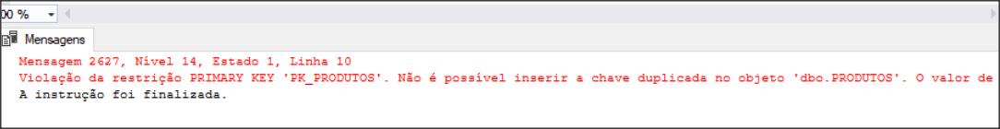 00 %
Mensagens
Mensagem 2627, Nível 14, Estado 1, Linha 10
Violação da restrição PRIMARY KEY 'PK_PRODUTOS'. Não é possível inserir a chave duplicada no objeto 'dbo.PRODUTOS'. O valor de
A instrução foi finalizada.